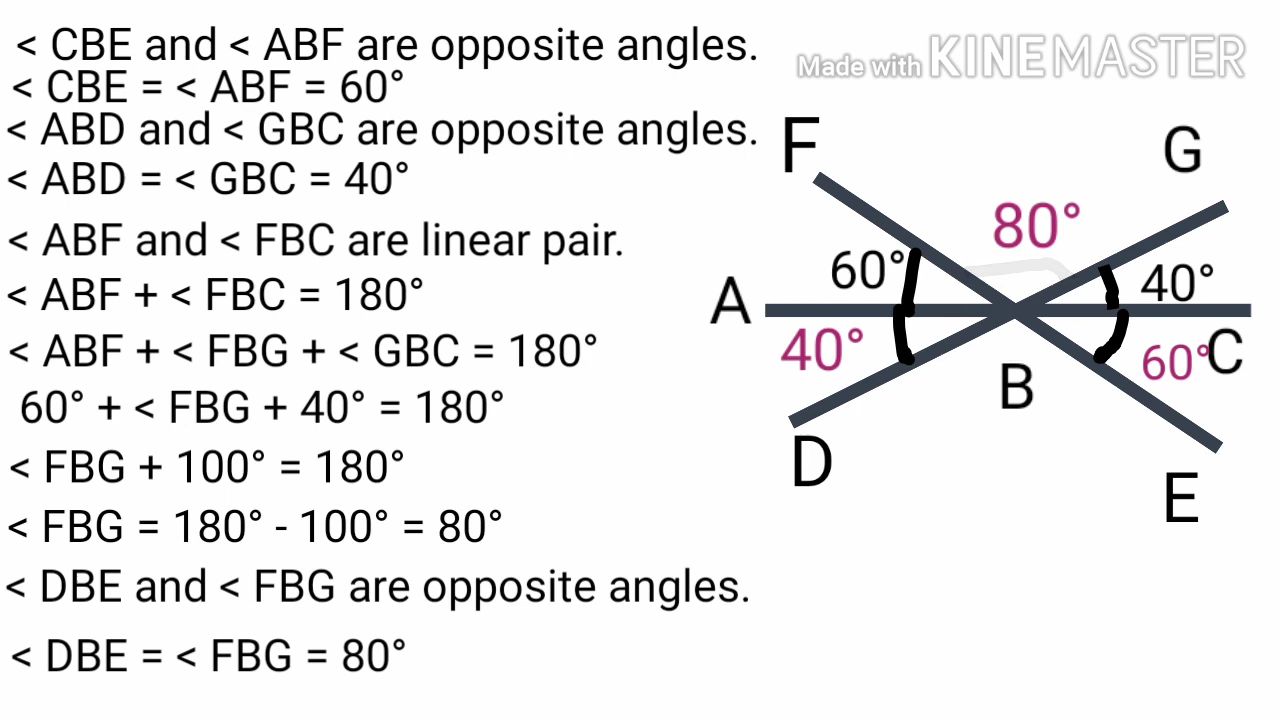 < CBE and < ABF are opposite angles.
< CBE = < ABF = 60°
< ABD and < GBC are opposite angles.
< ABD = < GBC = 40°
< ABF and < FBC are linear pair.
< ABF + < FBC = 180°
< ABF + < FBG + < GBC = 180°
60° + < FBG + 40° = 180°
< FBG + 100° = 180°
< FBG = 180° - 100° = 80°
< DBE and < FBG are opposite angles.
< DBE = < FBG = 80°
Made with KINEMASTER
F
G
80°
60°
40°
A
40°
B
60°
C
D
E